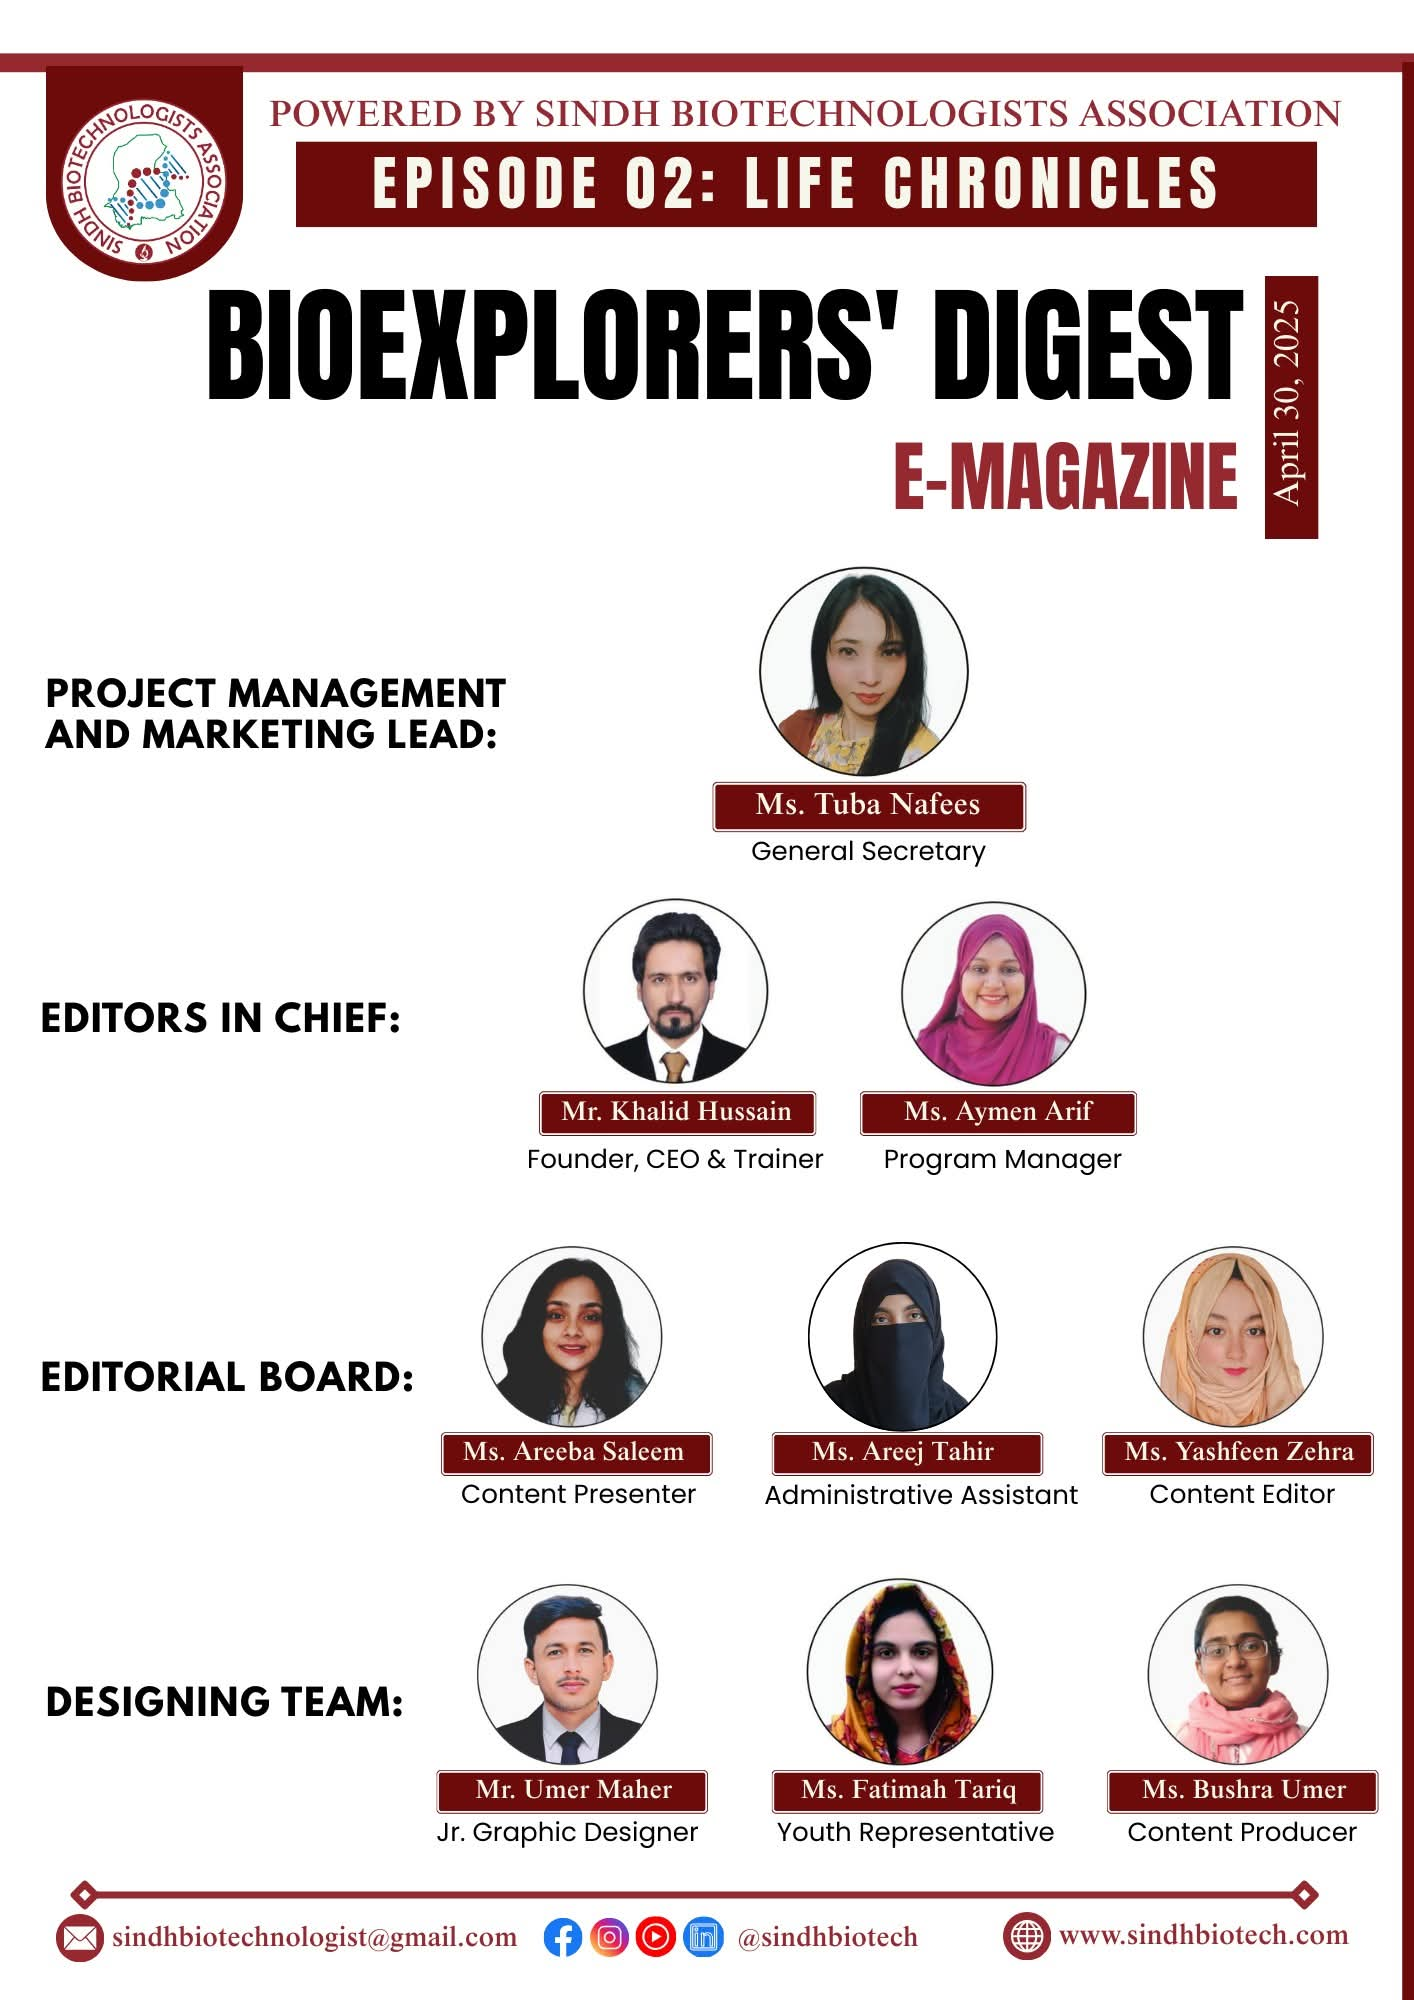 SINDH BIOTECHNOLOGISTS ASSOCIATION
POWERED BY SINDH BIOTECHNOLOGISTS ASSOCIATION
EPISODE 02: LIFE CHRONICLES
BIOEXPLORERS' DIGEST
April 30, 2025
E-MAGAZINE
PROJECT MANAGEMENT
AND MARKETING LEAD:
Ms. Tuba Nafees
General Secretary
EDITORS IN CHIEF:
Mr. Khalid Hussain
Founder, CEO & Trainer
Ms. Aymen Arif
Program Manager
EDITORIAL BOARD:
Ms. Areeba Saleem
Content Presenter
Ms. Areej Tahir
Administrative Assistant
Ms. Yashfeen Zehra
Content Editor
DESIGNING TEAM:
Mr. Umer Maher
Jr. Graphic Designer
Ms. Fatimah Tariq
Youth Representative
Ms. Bushra Umer
Content Producer
sindhbiotechnologist@gmail.com
@sindhbiotech
www.sindhbiotech.com